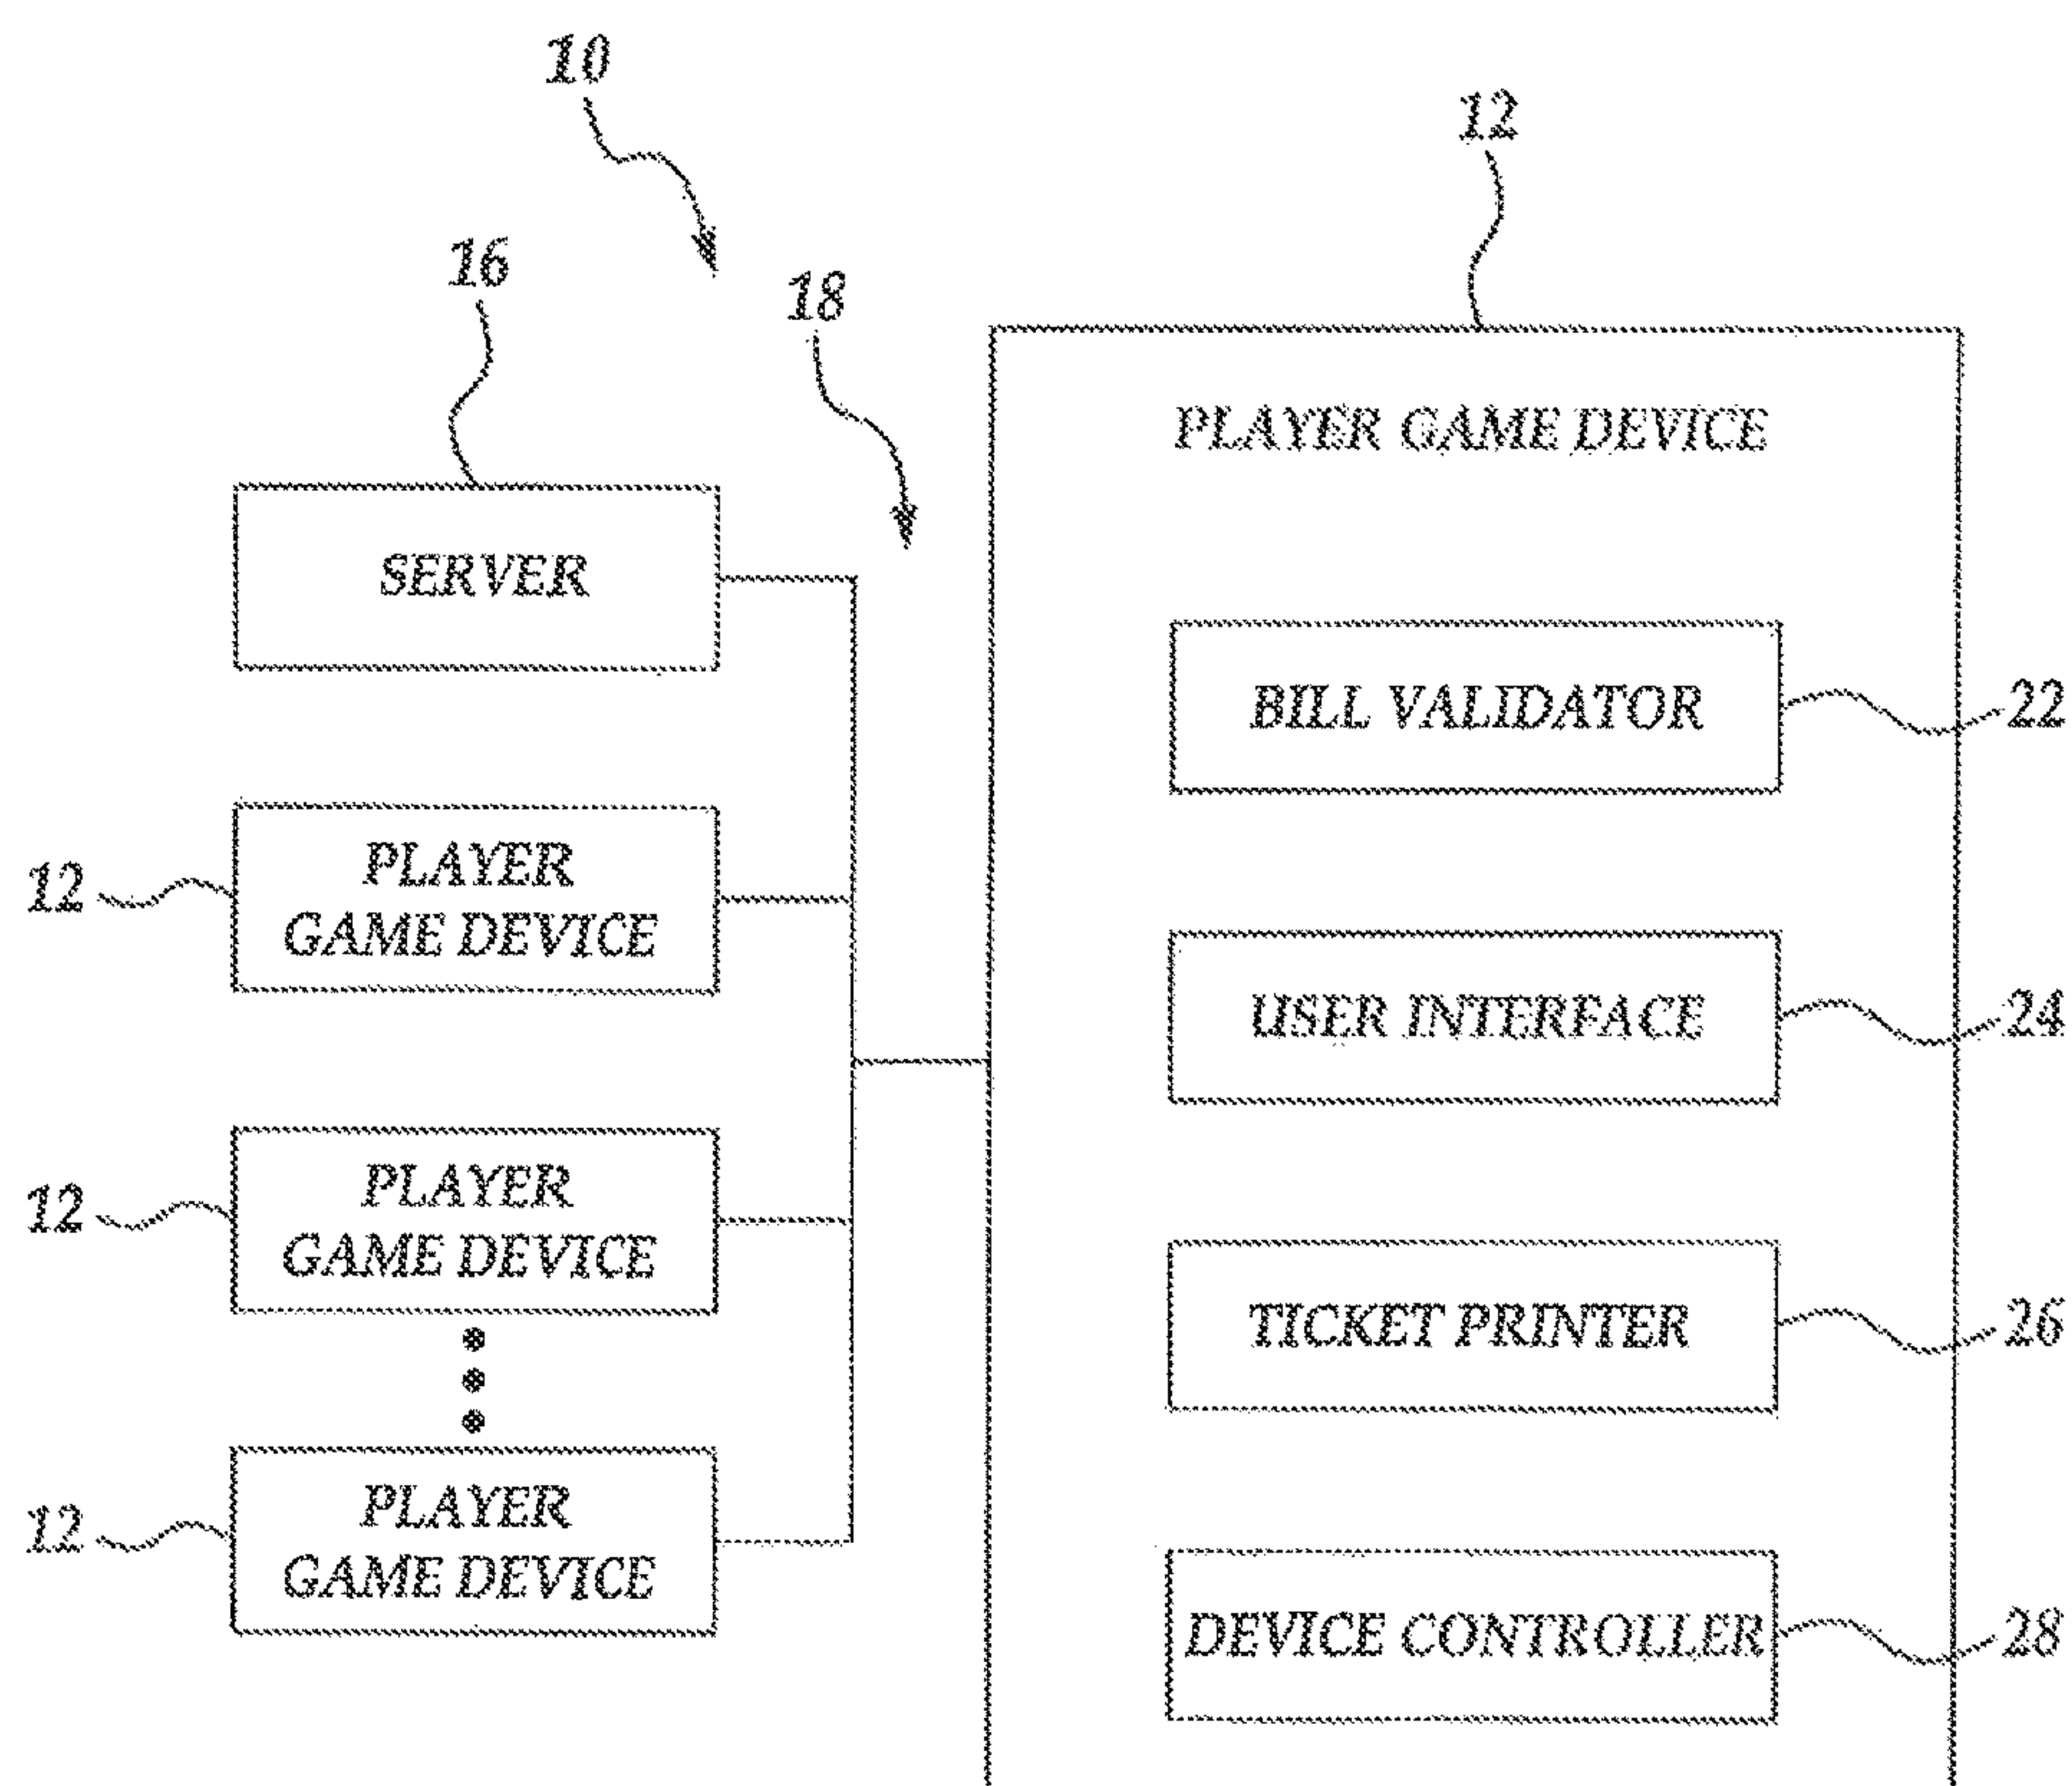 10
12
16
18
PLAYER GAME DEVICE
SERVER
BILL VALIDATOR
22
12
PLAYER
GAME DEVICE
USER INTERFACE
24
12
PLAYER
GAME DEVICE
TICKET PRINTER
26
12
PLAYER
GAME DEVICE
DEVICE CONTROLLER
28